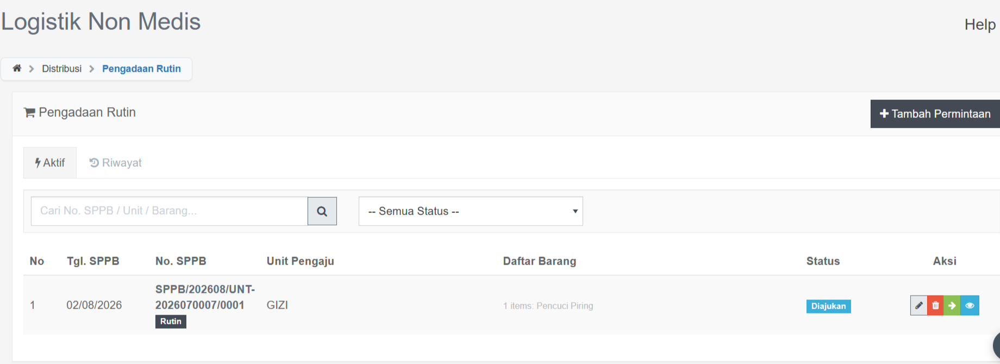 Logistik Non Medis
Help
Distribusi
Pengadaan Rutin
Pengadaan Rutin
Tambah Permintaan
Aktif
Riwayat
Cari No. SPPB / Unit / Barang...
-- Semua Status --
No Tgl. SPPB No. SPPB Unit Pengaju Daftar Barang Status Aksi
1
02/08/2026
SPPB/202608/UNT-
2026070007/0001
Rutin
GIZI
1 items: Pencuci Piring
Diajukan